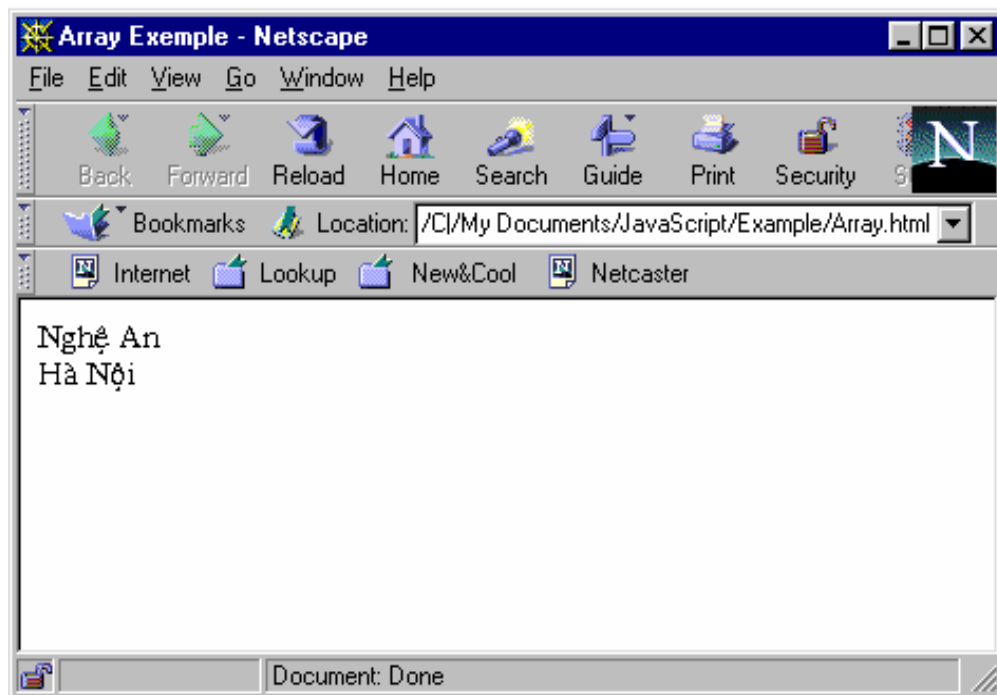 Array Exemple - Netscape
File Edit View Go Window Help
Back Forward Reload Home Search Guide Print Security
N
Bookmarks Location: /C|/My Documents/JavaScript/Example/Array.html
Internet Lookup New&Cool Netcaster
Nghệ An
Hà Nội
Document: Done